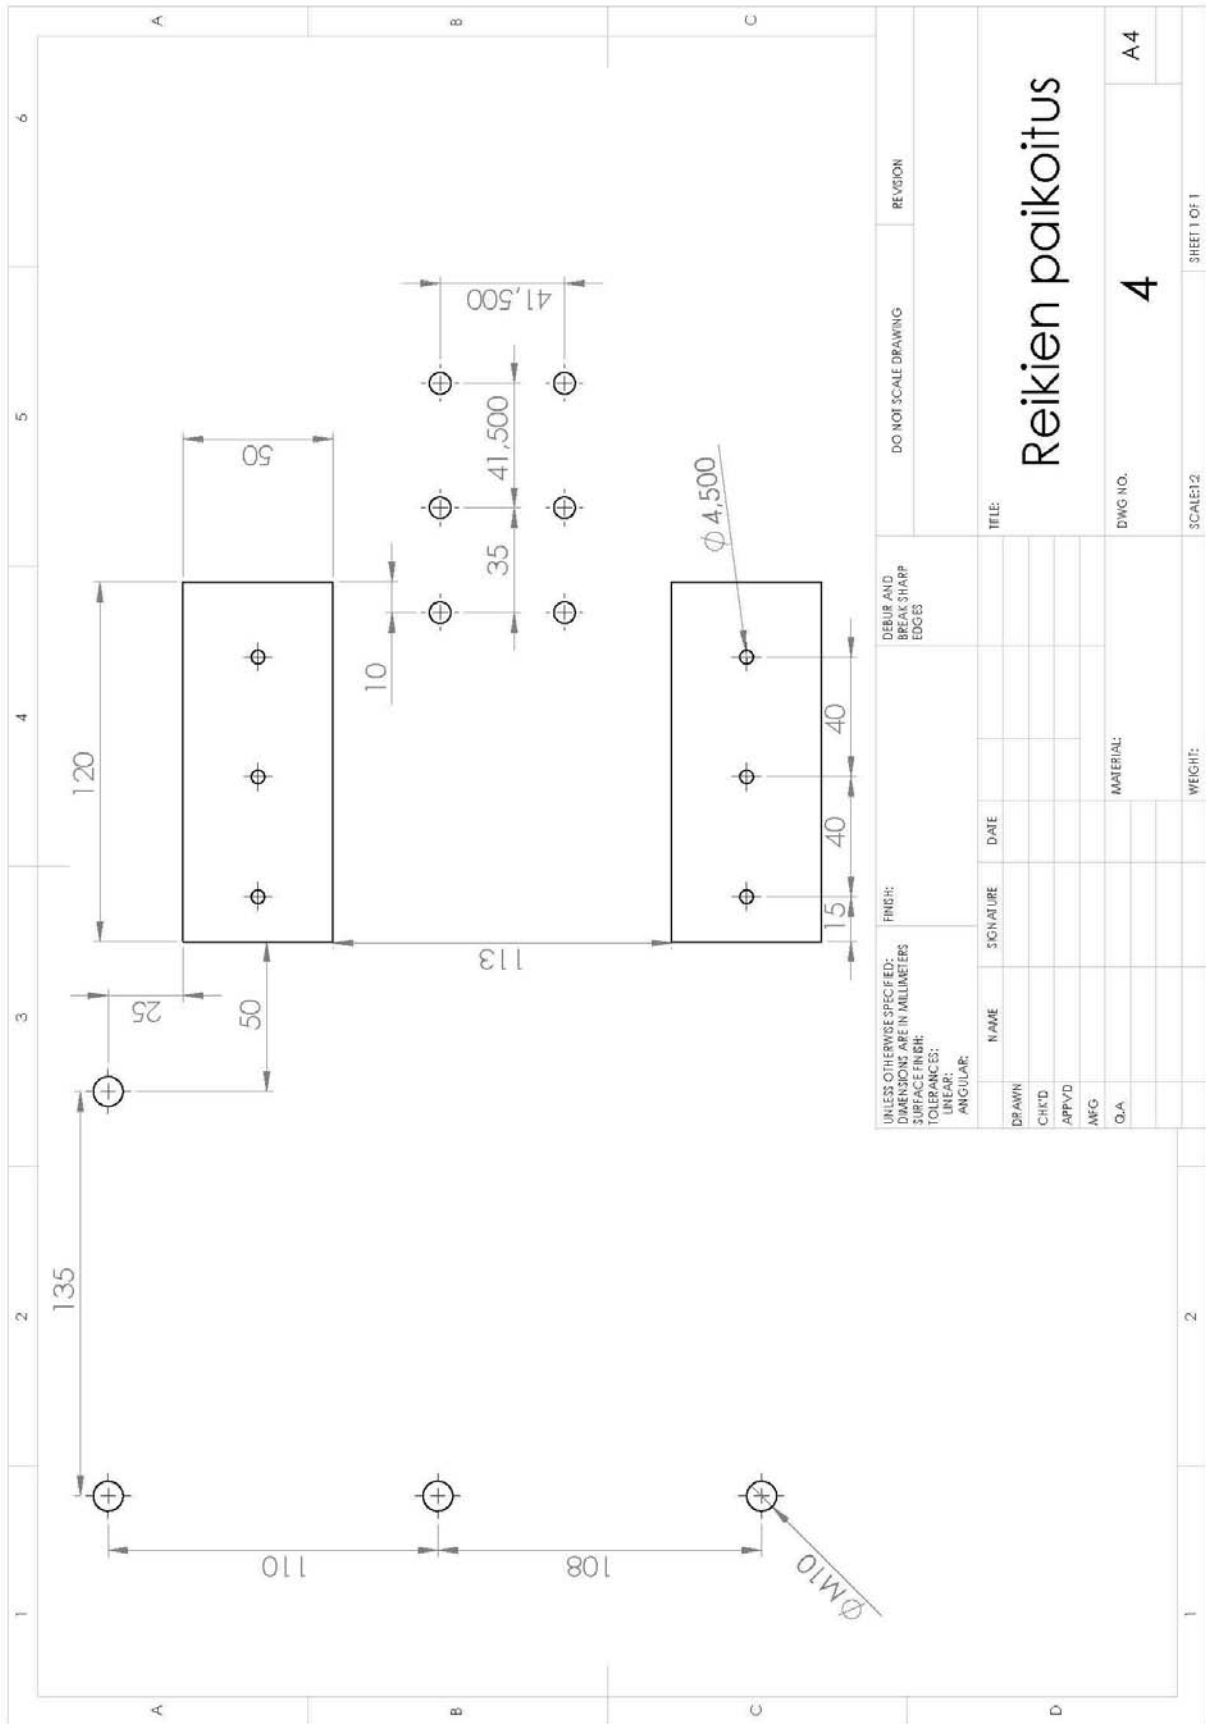 1
2
3
4
5
6
A
B
C
A
B
C
D
1
2
135
120
50
25
50
10
113
35
41,500
41,500
110
108
ØM10
Ø 4,500
15
40
40
UNLESS OTHERWISE SPECIFIED:
DIMENSIONS ARE IN MILLIMETERS
SURFACE FINISH:
TOLERANCES:
LINEAR:
ANGULAR:
FINISH:
DEBUR AND
BREAK SHARP
EDGES
DO NOT SCALE DRAWING
REVISION
NAME
SIGNATURE
DATE
DRAWN
CHK'D
APPV'D
MFG
Q.A
TITLE:
Reikien paikoitus
MATERIAL:
DWG NO.
4
A4
WEIGHT:
SCALE:1:2
SHEET 1 OF 1